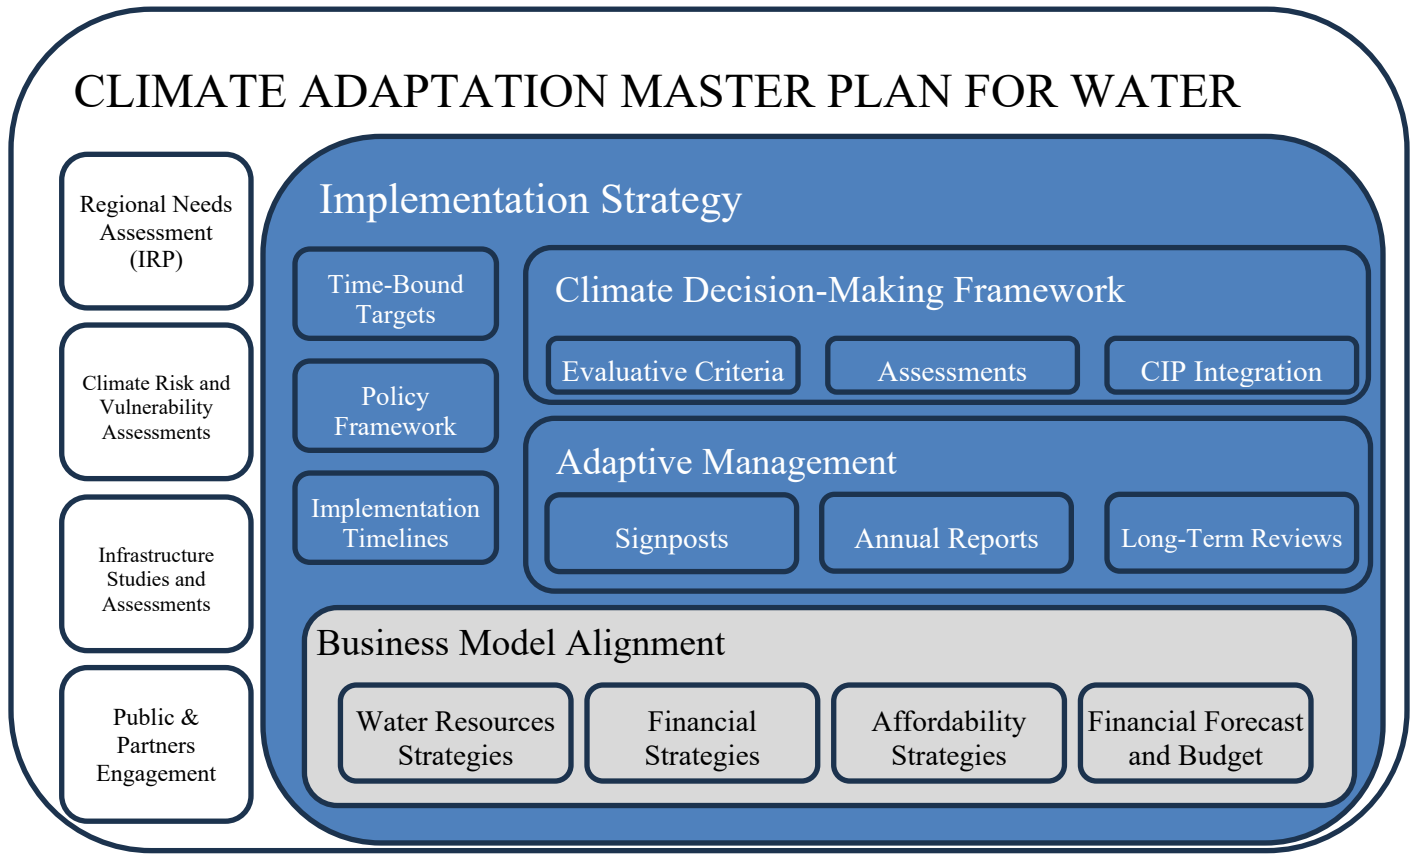 CLIMATE ADAPTATION MASTER PLAN FOR WATER
Regional Needs
Assessment
(IRP)
Climate Risk and
Vulnerability
Assessments
Infrastructure
Studies and
Assessments
Public &
Partners
Engagement
Implementation Strategy
Time-Bound
Targets
Policy
Framework
Implementation
Timelines
Climate Decision-Making Framework
Evaluative Criteria
Assessments
CIP Integration
Adaptive Management
Signposts
Annual Reports
Long-Term Reviews
Business Model Alignment
Water Resources
Strategies
Financial
Strategies
Affordability
Strategies
Financial Forecast
and Budget